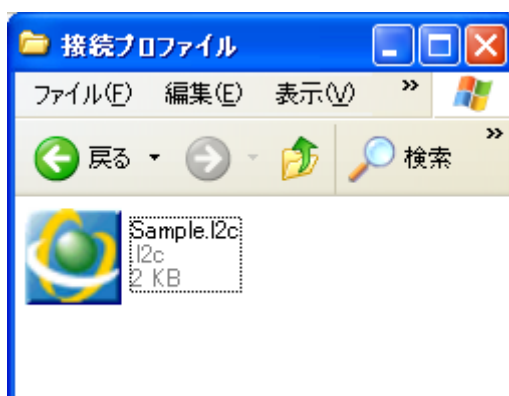 接続プロファイル
ファイル(F) 編集(E) 表示(V) »
戻る 検索 »
Sample.l2c
l2c
2 KB